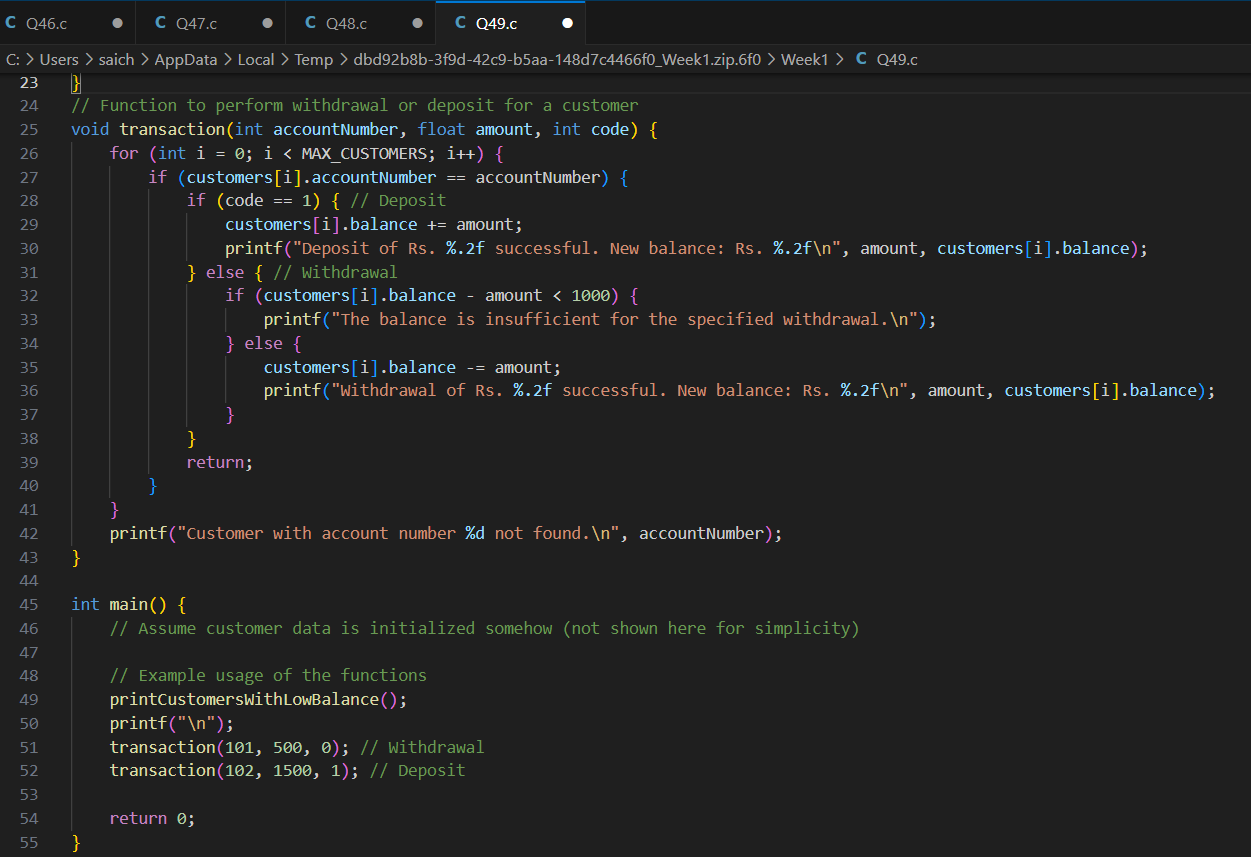 C Q46.c ● C Q47.c ● C Q48.c ● C Q49.c ●
C: > Users > saich > AppData > Local > Temp > dbd92b8b-3f9d-42c9-b5aa-148d7c4466f0_Week1.zip.6f0 > Week1 > C Q49.c
23 }
24 // Function to perform withdrawal or deposit for a customer
25 void transaction(int accountNumber, float amount, int code) {
26     for (int i = 0; i < MAX_CUSTOMERS; i++) {
27         if (customers[i].accountNumber == accountNumber) {
28             if (code == 1) { // Deposit
29                 customers[i].balance += amount;
30                 printf("Deposit of Rs. %.2f successful. New balance: Rs. %.2f\n", amount, customers[i].balance);
31             } else { // Withdrawal
32                 if (customers[i].balance - amount < 1000) {
33                     printf("The balance is insufficient for the specified withdrawal.\n");
34                 } else {
35                     customers[i].balance -= amount;
36                     printf("Withdrawal of Rs. %.2f successful. New balance: Rs. %.2f\n", amount, customers[i].balance);
37                 }
38             }
39             return;
40         }
41     }
42     printf("Customer with account number %d not found.\n", accountNumber);
43 }
44
45 int main() {
46     // Assume customer data is initialized somehow (not shown here for simplicity)
47
48     // Example usage of the functions
49     printCustomersWithLowBalance();
50     printf("\n");
51     transaction(101, 500, 0); // Withdrawal
52     transaction(102, 1500, 1); // Deposit
53
54     return 0;
55 }